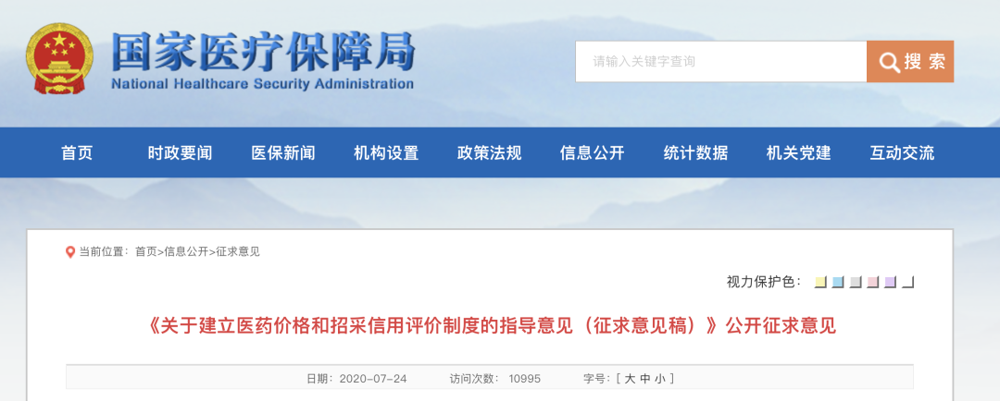 国家医疗保障局
National Healthcare Security Administration
请输入关键字查询
搜 索
首页 时政要闻 医保新闻 机构设置 政策法规 信息公开 统计数据 机关党建 互动交流
当前位置：首页>信息公开>征求意见
视力保护色：
《关于建立医药价格和招采信用评价制度的指导意见（征求意见稿）》公开征求意见
日期：2020-07-24 访问次数： 10995 字号：[ 大 中 小 ]